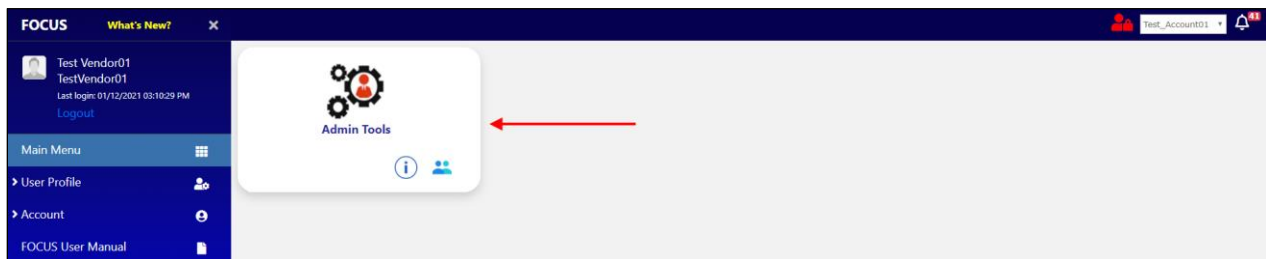 FOCUS What's New? ×
Test_Account01
41
Test Vendor01
TestVendor01
Last login: 01/12/2021 03:10:29 PM
Logout
Main Menu
User Profile
Account
FOCUS User Manual
Admin Tools
i